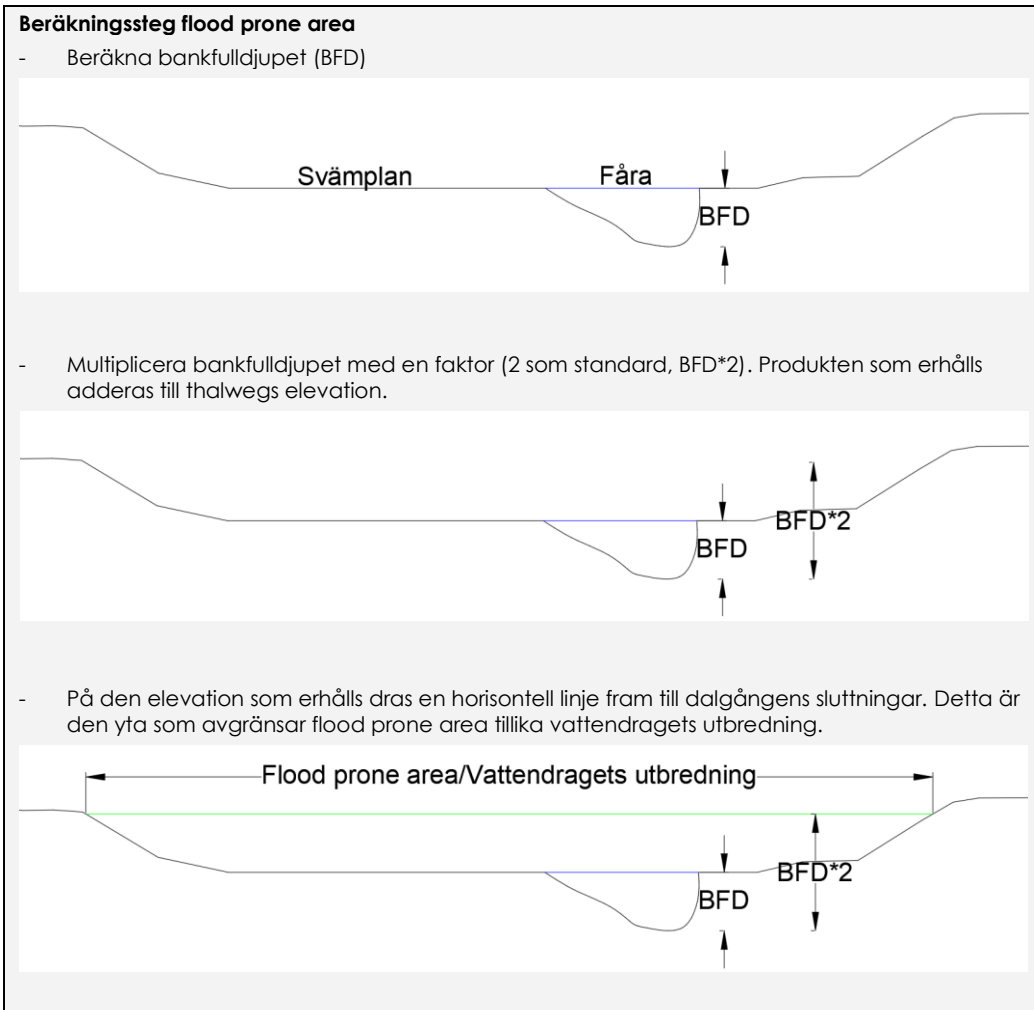 Beräkningssteg flood prone area
- Beräkna bankfulldjupet (BFD)
Svämplan Fåra
BFD
- Multiplicera bankfulldjupet med en faktor (2 som standard, BFD*2). Produkten som erhålls
adderas till thalwegs elevation.
BFD*2
BFD
- På den elevation som erhålls dras en horisontell linje fram till dalgångens sluttningar. Detta är
den yta som avgränsar flood prone area tillika vattendragets utbredning.
Flood prone area/Vattendragets utbredning
BFD*2
BFD